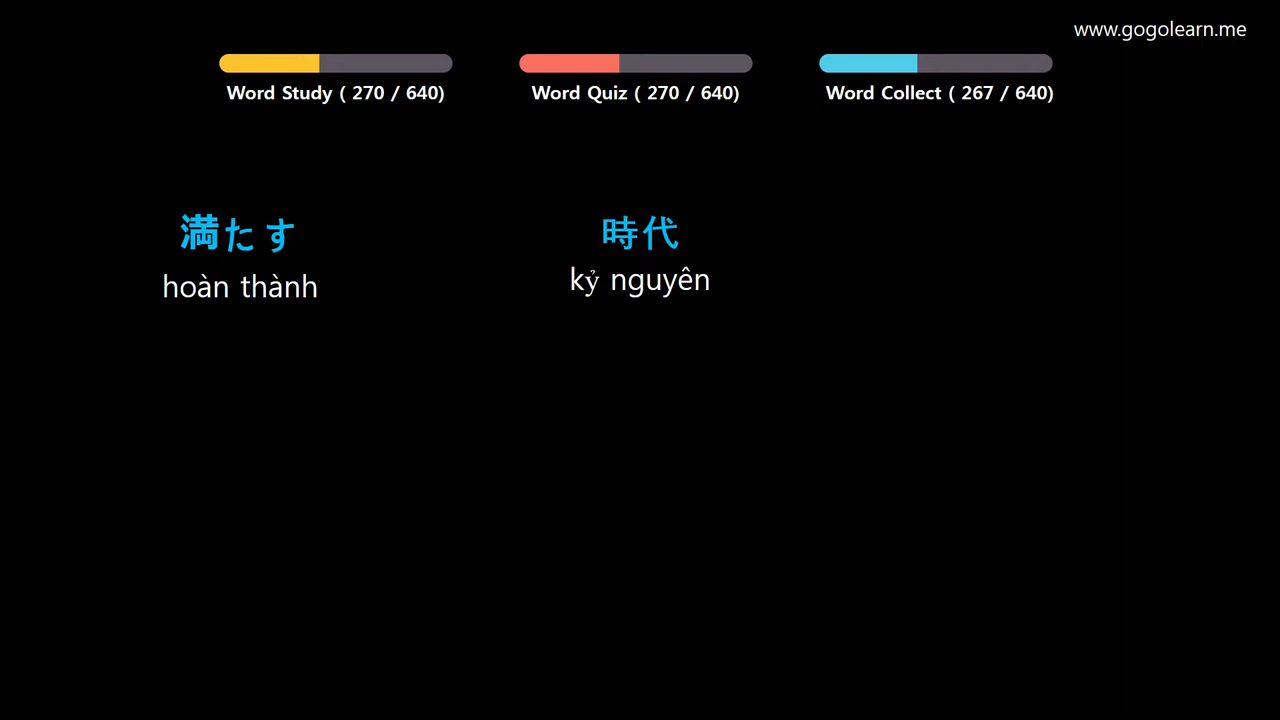 www.gogolearn.me
Word Study ( 270 / 640)
Word Quiz ( 270 / 640)
Word Collect ( 267 / 640)
満たす
hoàn thành
時代
kỷ nguyên